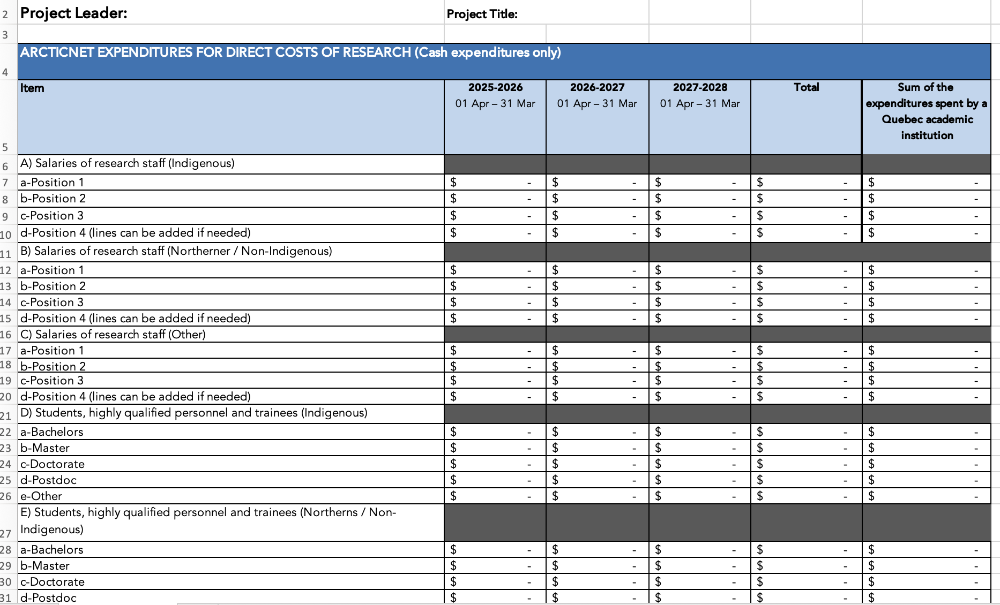 2 Project Leader: Project Title:
3
ARCTICNET EXPENDITURES FOR DIRECT COSTS OF RESEARCH (Cash expenditures only)
4
Item 2025-2026 2026-2027 2027-2028 Total Sum of the
01 Apr – 31 Mar 01 Apr – 31 Mar 01 Apr – 31 Mar expenditures spent by a
Quebec academic
institution
5
6 A) Salaries of research staff (Indigenous)
7 a-Position 1 $ - $ - $ - $ - $ -
8 b-Position 2 $ - $ - $ - $ - $ -
9 c-Position 3 $ - $ - $ - $ - $ -
10 d-Position 4 (lines can be added if needed) $ - $ - $ - $ - $ -
11 B) Salaries of research staff (Northerner / Non-Indigenous)
12 a-Position 1 $ - $ - $ - $ - $ -
13 b-Position 2 $ - $ - $ - $ - $ -
14 c-Position 3 $ - $ - $ - $ - $ -
15 d-Position 4 (lines can be added if needed) $ - $ - $ - $ - $ -
16 C) Salaries of research staff (Other)
17 a-Position 1 $ - $ - $ - $ - $ -
18 b-Position 2 $ - $ - $ - $ - $ -
19 c-Position 3 $ - $ - $ - $ - $ -
20 d-Position 4 (lines can be added if needed) $ - $ - $ - $ - $ -
21 D) Students, highly qualified personnel and trainees (Indigenous)
22 a-Bachelors $ - $ - $ - $ - $ -
23 b-Master $ - $ - $ - $ - $ -
24 c-Doctorate $ - $ - $ - $ - $ -
25 d-Postdoc $ - $ - $ - $ - $ -
26 e-Other $ - $ - $ - $ - $ -
E) Students, highly qualified personnel and trainees (Northerns / Non-
27 Indigenous)
28 a-Bachelors $ - $ - $ - $ - $ -
29 b-Master $ - $ - $ - $ - $ -
30 c-Doctorate $ - $ - $ - $ - $ -
31 d-Postdoc $ - $ - $ - $ - $ -